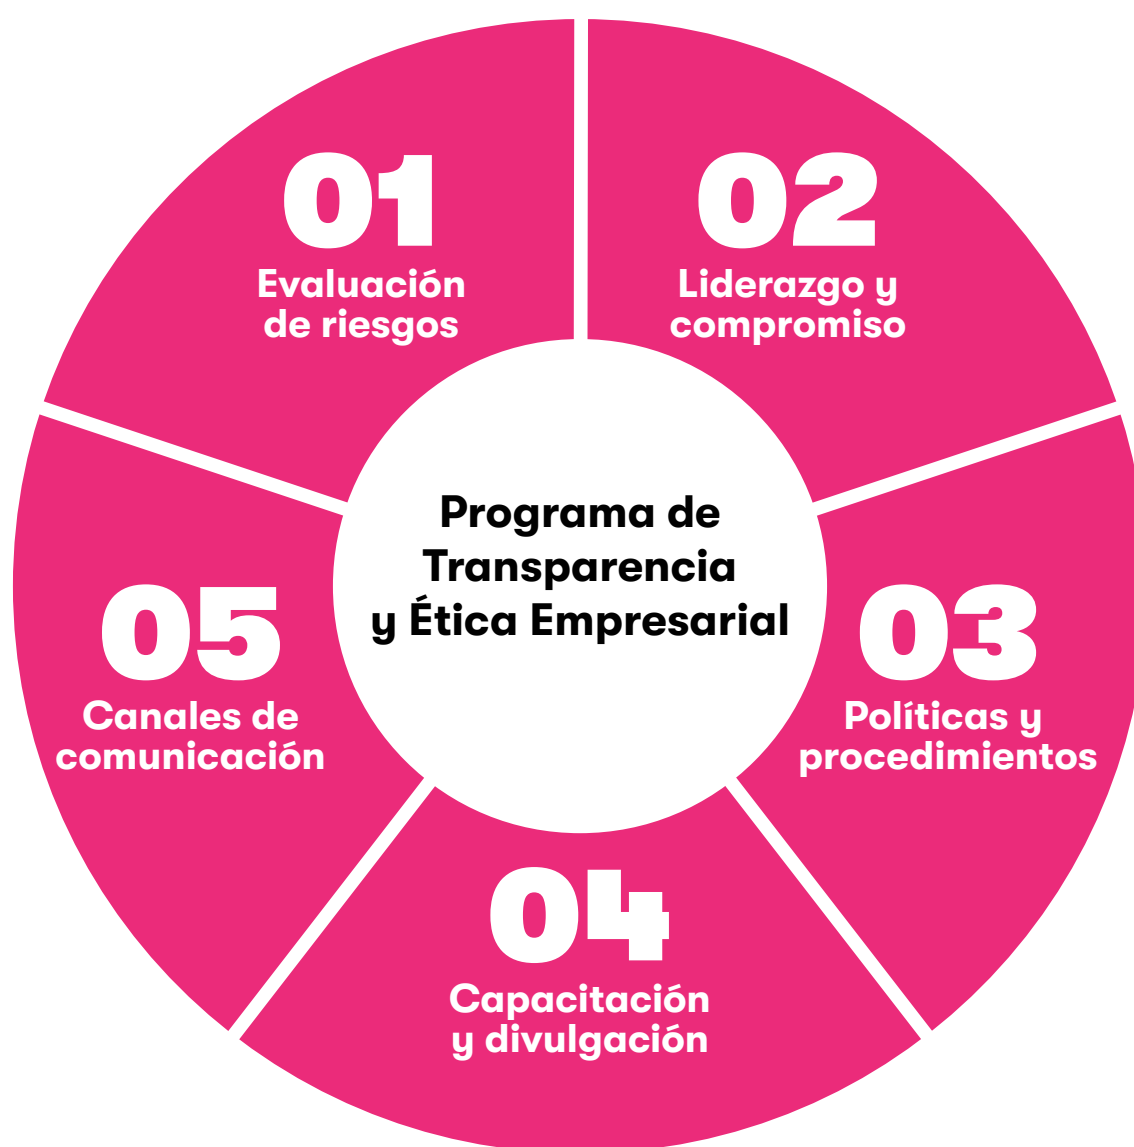 01
Evaluación
de riesgos
02
Liderazgo y
compromiso
Programa de
Transparencia
y Ética Empresarial
03
Políticas y
procedimientos
04
Capacitación
y divulgación
05
Canales de
comunicación